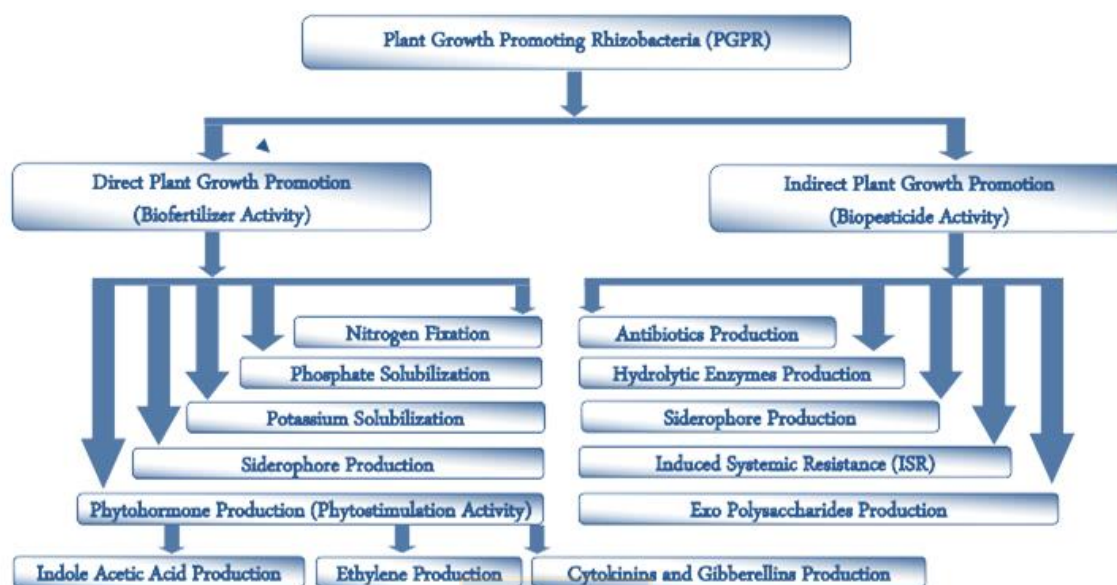 Plant Growth Promoting Rhizobacteria (PGPR)
Direct Plant Growth Promotion
(Biofertilizer Activity)
Indirect Plant Growth Promotion
(Biopesticide Activity)
Nitrogen Fixation
Phosphate Solubilization
Potassium Solubilization
Siderophore Production
Phytohormone Production (Phytostimulation Activity)
Indole Acetic Acid Production
Ethylene Production
Cytokinins and Gibberellins Production
Antibiotics Production
Hydrolytic Enzymes Production
Siderophore Production
Induced Systemic Resistance (ISR)
Exo Polysaccharides Production